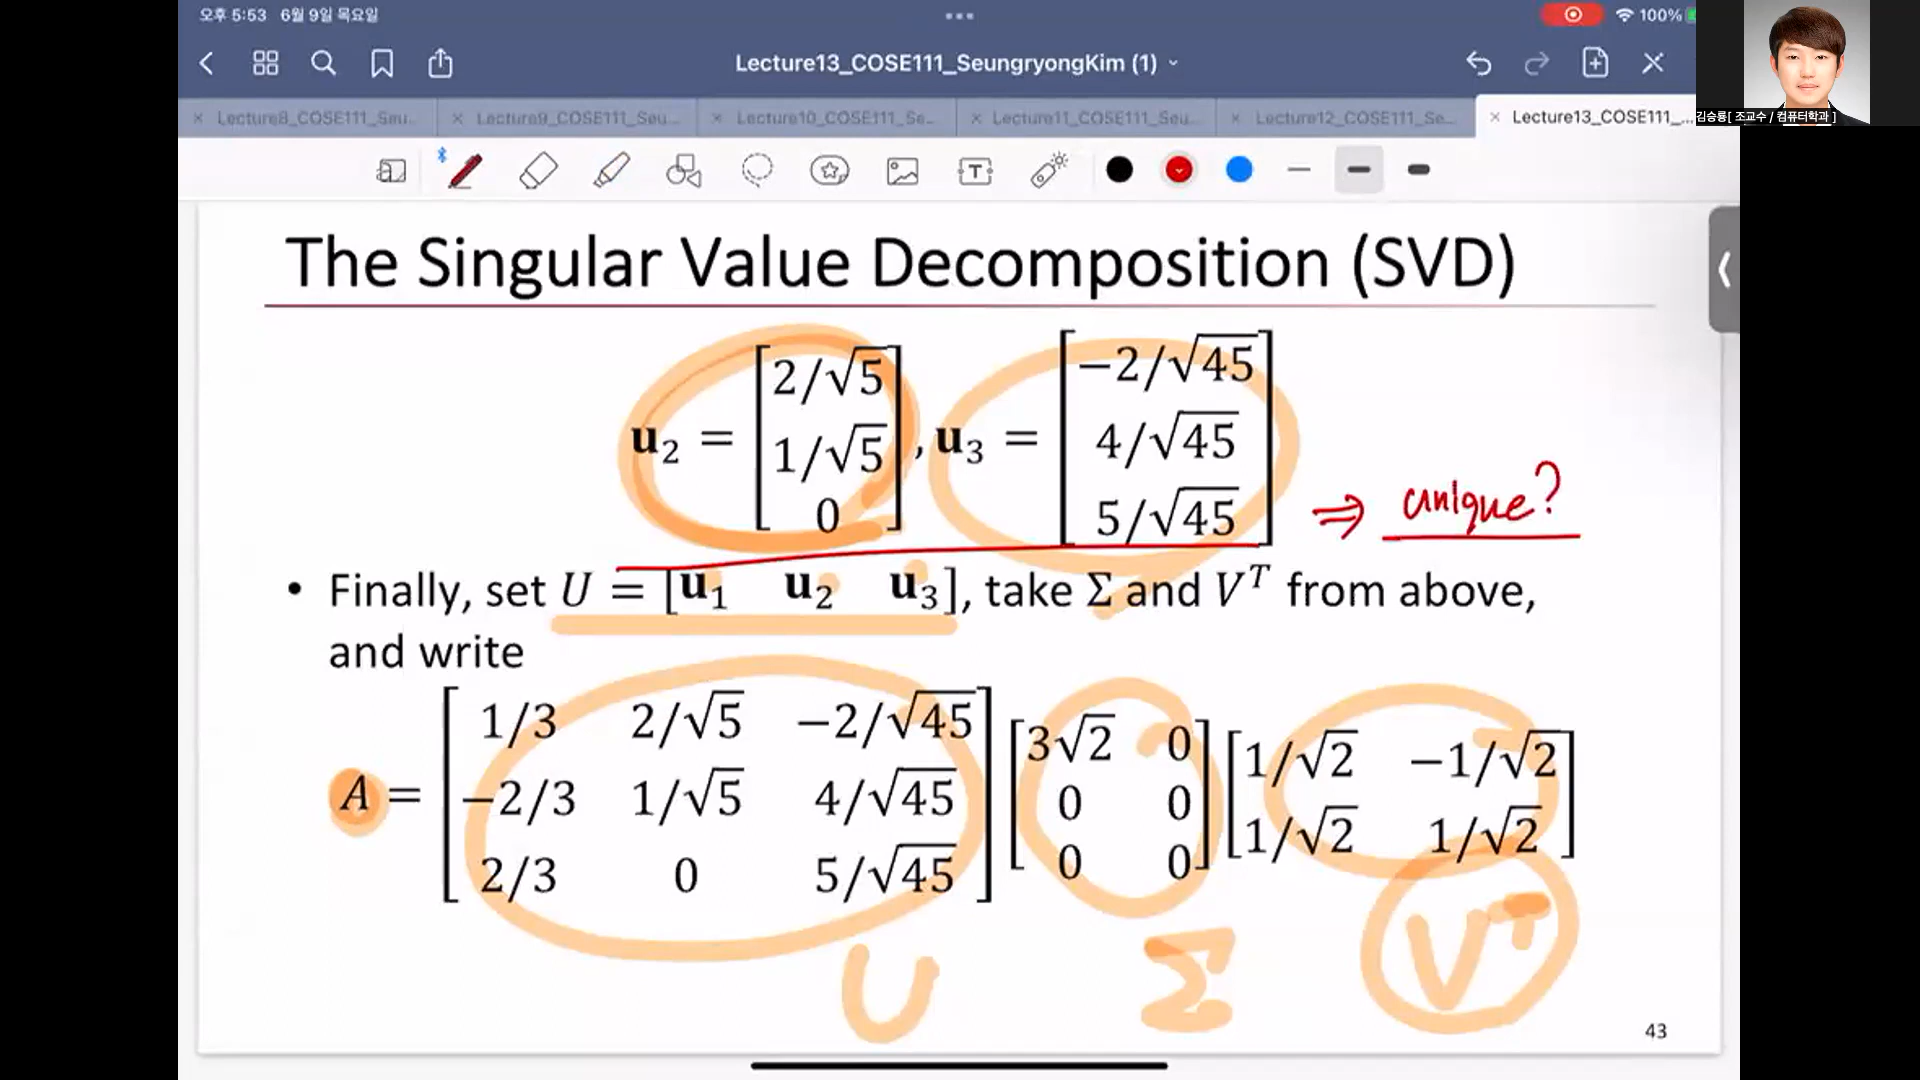 오후 5:53 6월 9일 목요일
100%
Lecture13_COSE111_SeungryongKim (1)
Lecture8_COSE111_Seu...
Lecture9_COSE111_Seu...
Lecture10_COSE111_Se...
Lecture11_COSE111_Seu...
Lecture12_COSE111_Se...
Lecture13_COSE111_...
김승룡[ 조교수 / 컴퓨터학과 ]
T
The Singular Value Decomposition (SVD)
u₂ = [2/√5 1/√5 0], u₃ = [−2/√45 4/√45 5/√45]
⇒ unique?
• Finally, set U = [u₁ u₂ u₃], take Σ and Vᵀ from above,
and write
A = [1/3 2/√5 −2/√45; −2/3 1/√5 4/√45; 2/3 0 5/√45] [3√2 0; 0 0; 0 0] [1/√2 −1/√2; 1/√2 1/√2]
U Σ Vᵀ
43